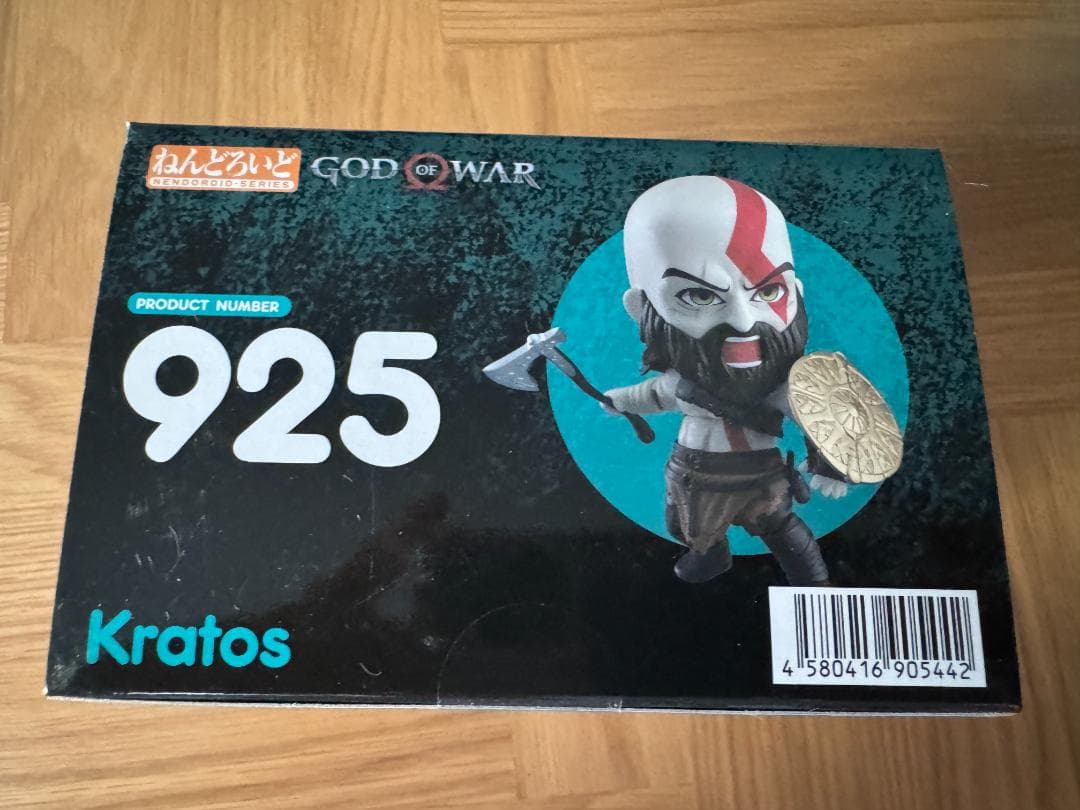 ねんどろいど
NENDOROID·SERIES
GOD OF WAR
PRODUCT NUMBER
925
Kratos
4 580416 905442